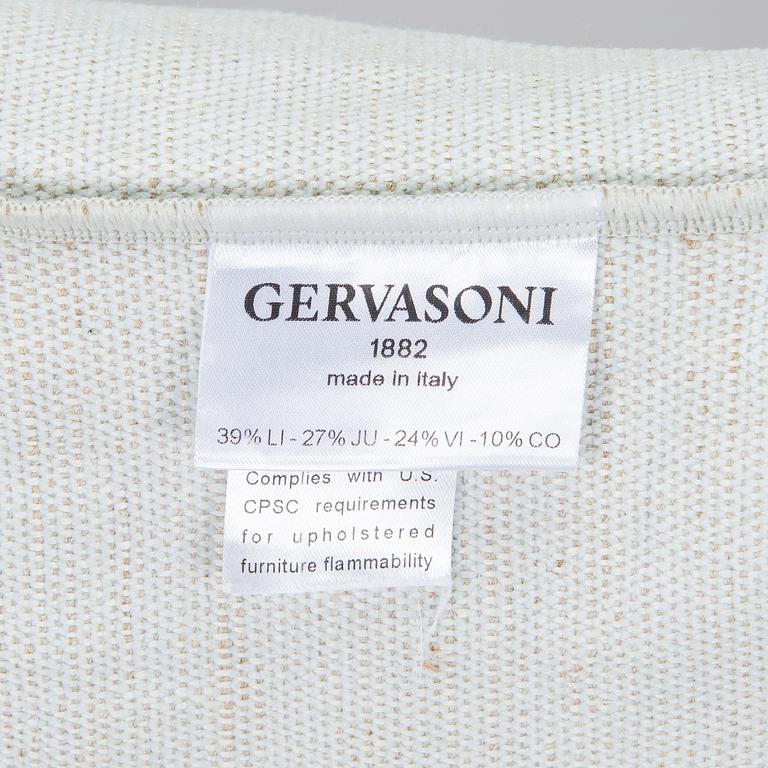 GERVASONI
1882
made in Italy
39% LI - 27% JU - 24% VI -10% CO
Complies with U.S.
CPSC requirements
for upholstered
furniture flammability